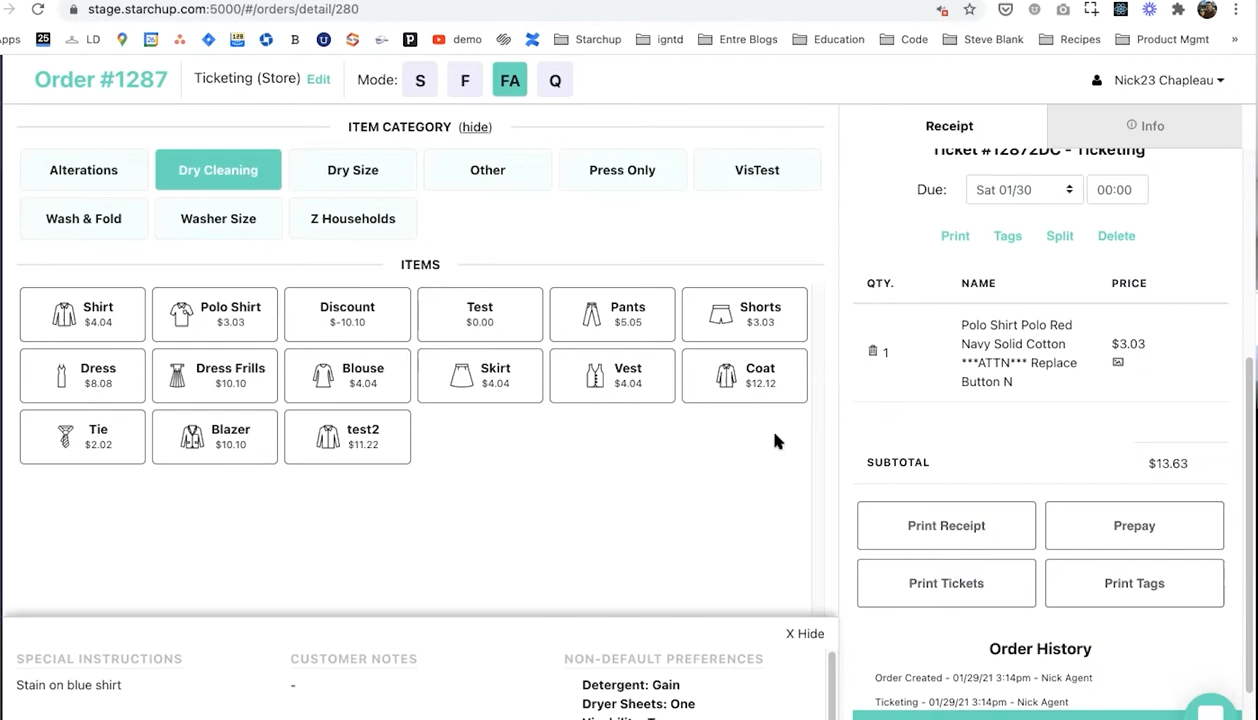 stage.starchup.com:5000/#/orders/detail/280
Apps
25
LD
26
128
B
U
P
demo
Starchup
igntd
Entre Blogs
Education
Code
Steve Blank
Recipes
Product Mgmt
»
Order #1287
Ticketing (Store) Edit
Mode: S F FA Q
Nick23 Chapleau
ITEM CATEGORY (hide)
Alterations
Dry Cleaning
Dry Size
Other
Press Only
VisTest
Wash & Fold
Washer Size
Z Households
ITEMS
Shirt
$4.04
Polo Shirt
$3.03
Discount
$-10.10
Test
$0.00
Pants
$5.05
Shorts
$3.03
Dress
$8.08
Dress Frills
$10.10
Blouse
$4.04
Skirt
$4.04
Vest
$4.04
Coat
$12.12
Tie
$2.02
Blazer
$10.10
test2
$11.22
X Hide
SPECIAL INSTRUCTIONS
Stain on blue shirt
CUSTOMER NOTES
-
NON-DEFAULT PREFERENCES
Detergent: Gain
Dryer Sheets: One
Receipt
Info
Ticket #12872DC - Ticketing
Due: Sat 01/30 00:00
Print Tags Split Delete
QTY. NAME PRICE
1
Polo Shirt Polo Red
Navy Solid Cotton
***ATTN*** Replace
Button N
$3.03
SUBTOTAL $13.63
Print Receipt
Prepay
Print Tickets
Print Tags
Order History
Order Created - 01/29/21 3:14pm - Nick Agent
Ticketing - 01/29/21 3:14pm - Nick Agent